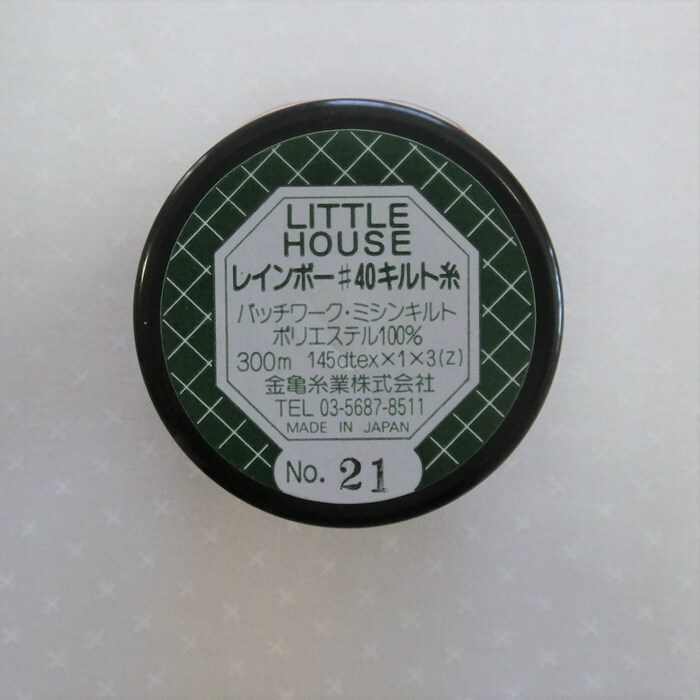 LITTLE
HOUSE
レインボー♯40キルト糸
パッチワーク・ミシンキルト
ポリエステル100%
300m 145dtex×1×3(Z)
金亀糸業株式会社
TEL 03-5687-8511
MADE IN JAPAN
No. 21